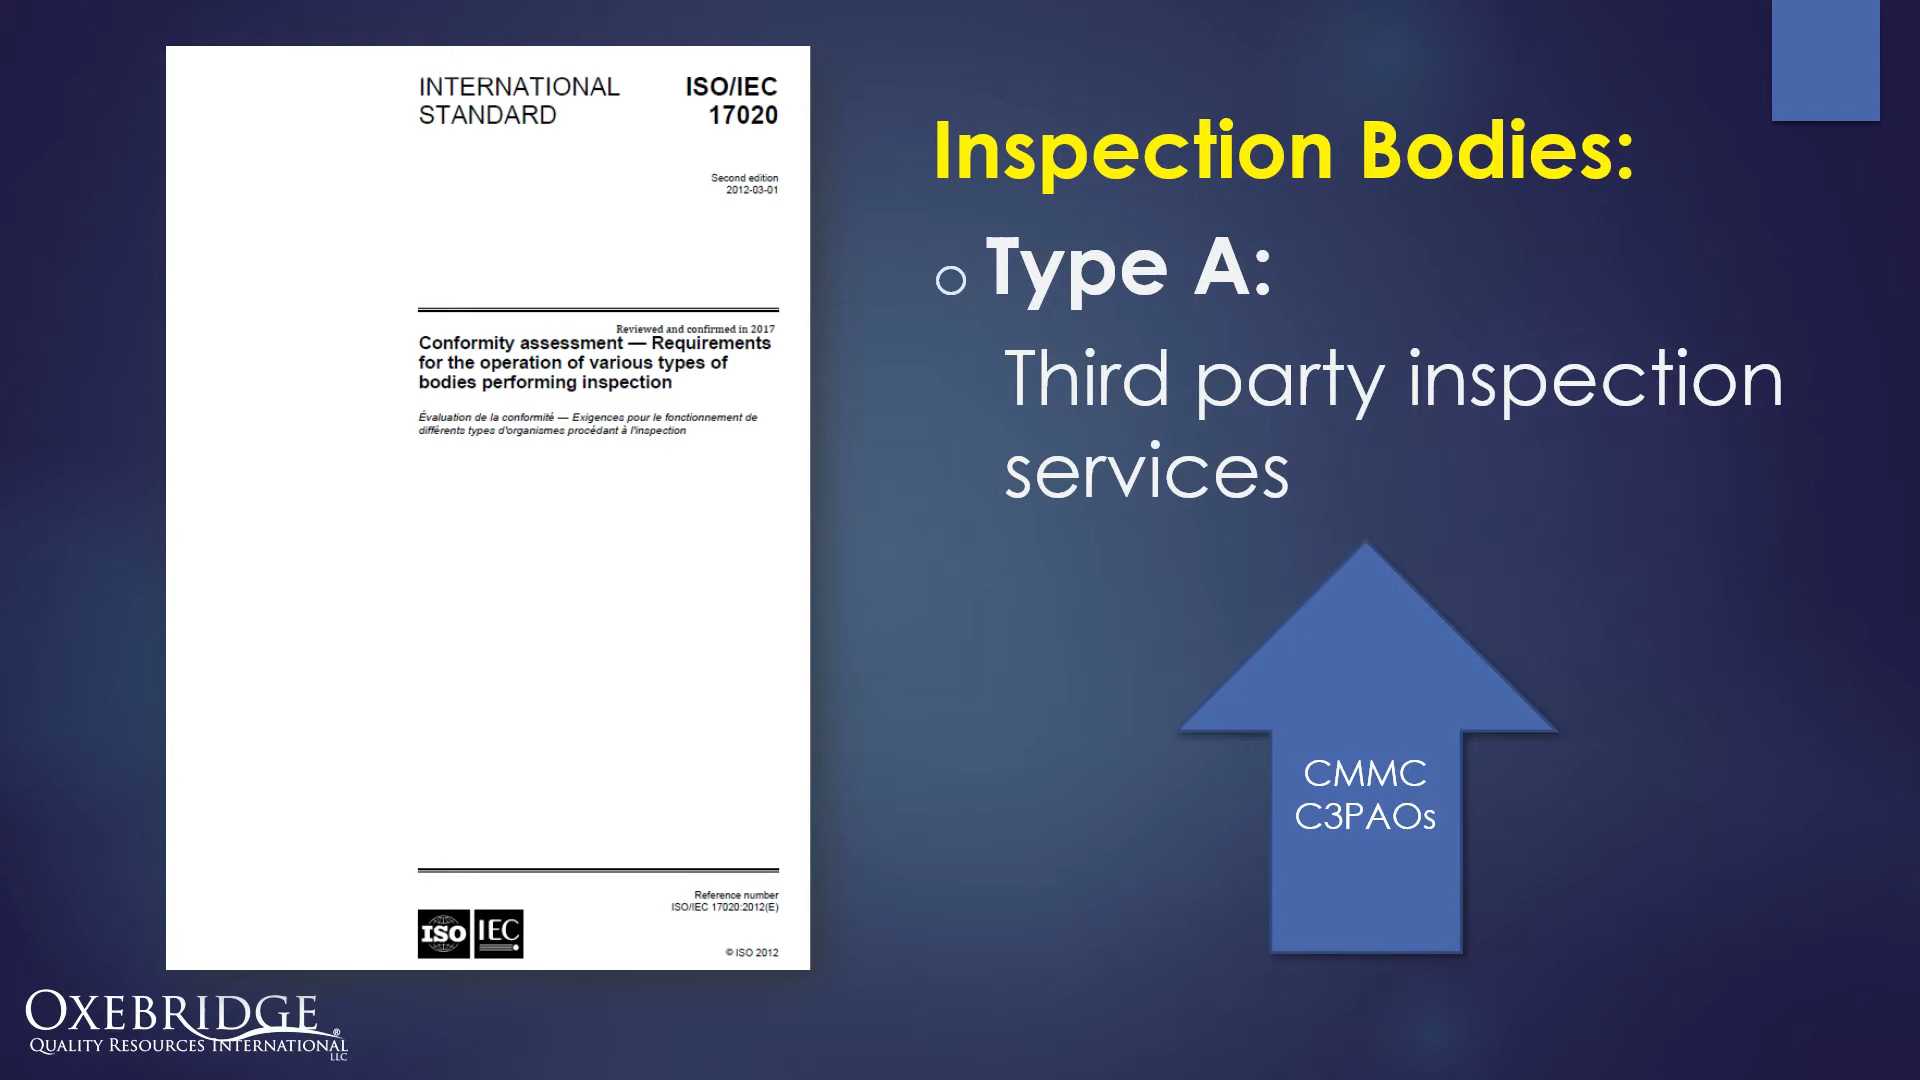 INTERNATIONAL
STANDARD
ISO/IEC
17020
Second edition
2012-03-01
Reviewed and confirmed in 2017
Conformity assessment — Requirements
for the operation of various types of
bodies performing inspection
Évaluation de la conformité — Exigences pour le fonctionnement de
différents types d'organismes procédant à l'inspection
Reference number
ISO/IEC 17020:2012(E)
ISO IEC
© ISO 2012
Inspection Bodies:
Type A:
Third party inspection
services
CMMC
C3PAOs
OXEBRIDGE®
QUALITY RESOURCES INTERNATIONAL
LLC